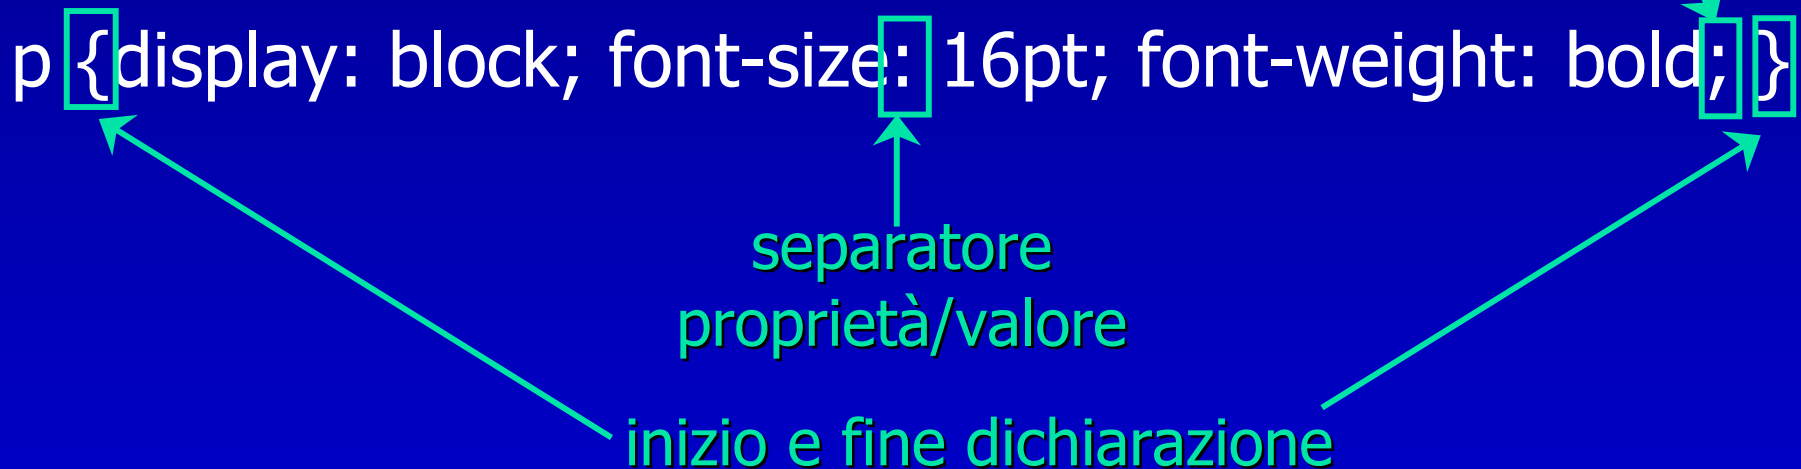 p {display: block; font-size: 16pt; font-weight: bold; }
separatore
proprietà/valore
inizio e fine dichiarazione